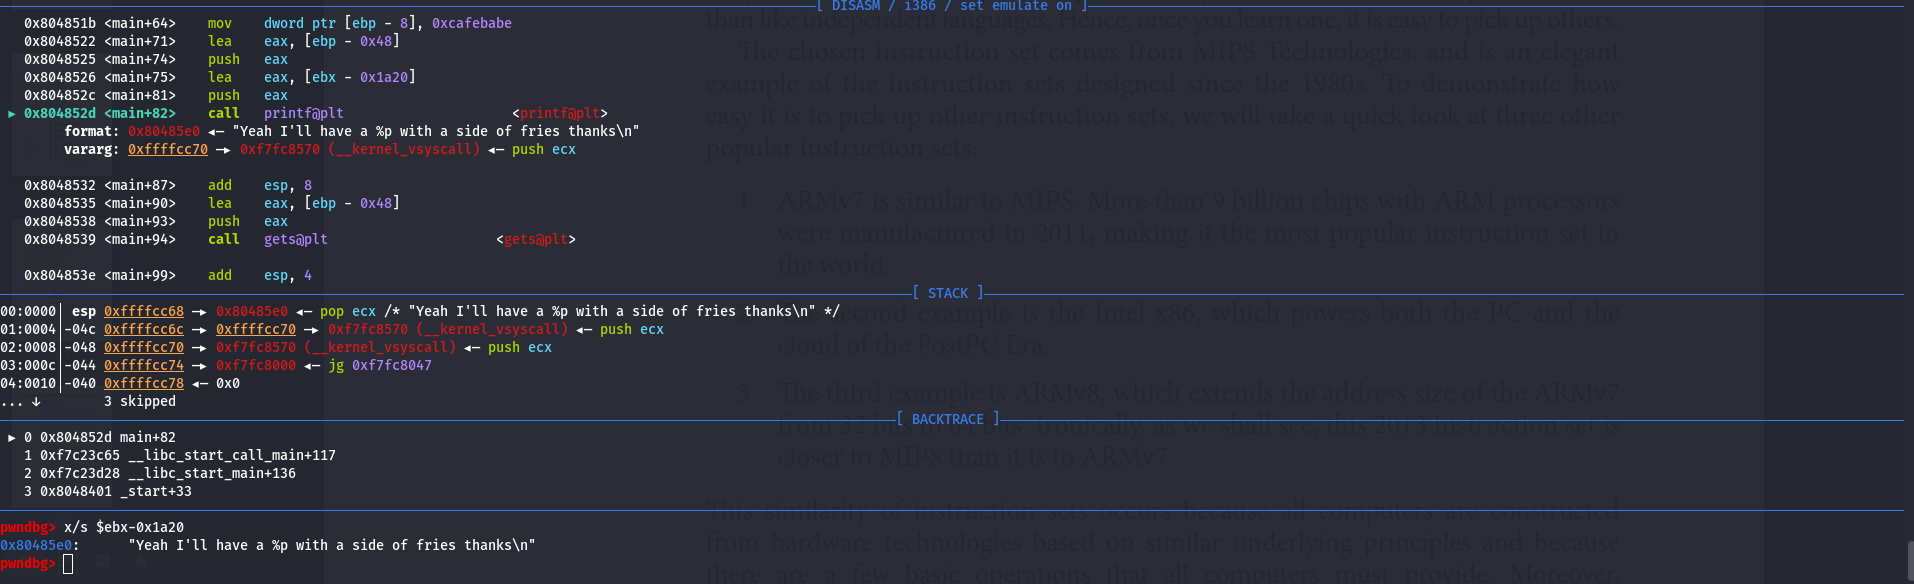 [ DISASM / i386 / set emulate on ]
0x804851b <main+64> mov dword ptr [ebp - 8], 0xcafebabe
0x8048522 <main+71> lea eax, [ebp - 0x48]
0x8048525 <main+74> push eax
0x8048526 <main+75> lea eax, [ebx - 0x1a20]
0x804852c <main+81> push eax
► 0x804852d <main+82> call printf@plt <printf@plt>
format: 0x80485e0 ◂— "Yeah I'll have a %p with a side of fries thanks\n"
vararg: 0xffffcc70 —▸ 0xf7fc8570 (__kernel_vsyscall) ◂— push ecx
0x8048532 <main+87> add esp, 8
0x8048535 <main+90> lea eax, [ebp - 0x48]
0x8048538 <main+93> push eax
0x8048539 <main+94> call gets@plt <gets@plt>
0x804853e <main+99> add esp, 4
[ STACK ]
00:0000│ esp 0xffffcc68 —▸ 0x80485e0 ◂— pop ecx /* "Yeah I'll have a %p with a side of fries thanks\n" */
01:0004│-04c 0xffffcc6c —▸ 0xffffcc70 —▸ 0xf7fc8570 (__kernel_vsyscall) ◂— push ecx
02:0008│-048 0xffffcc70 —▸ 0xf7fc8570 (__kernel_vsyscall) ◂— push ecx
03:000c│-044 0xffffcc74 —▸ 0xf7fc8000 ◂— jg 0xf7fc8047
04:0010│-040 0xffffcc78 ◂— 0x0
... ↓ 3 skipped
[ BACKTRACE ]
► 0 0x804852d main+82
1 0xf7c23c65 __libc_start_call_main+117
2 0xf7c23d28 __libc_start_main+136
3 0x8048401 _start+33
pwndbg> x/s $ebx-0x1a20
0x80485e0: "Yeah I'll have a %p with a side of fries thanks\n"
pwndbg>
than like independent languages. Hence, once you learn one, it is easy to pick up others.
The chosen instruction set comes from MIPS Technologies, and is an elegant
example of the instruction sets designed since the 1980s. To demonstrate how
easy it is to pick up other instruction sets, we will take a quick look at three other
popular instruction sets.
1. ARMv7 is similar to MIPS. More than 9 billion chips with ARM processors
were manufactured in 2011, making it the most popular instruction set in
the world.
second example is the Intel x86, which powers both the PC and the
cloud of the PostPC Era.
3. The third example is ARMv8, which extends the address size of the ARMv7
from 32 bits to 64 bits. Ironically, as we shall see, this 2013 instruction set is
closer to MIPS than it is to ARMv7.
This similarity of instruction sets occurs because all computers are constructed
from hardware technologies based on similar underlying principles and because
there are a few basic operations that all computers must provide. Moreover,